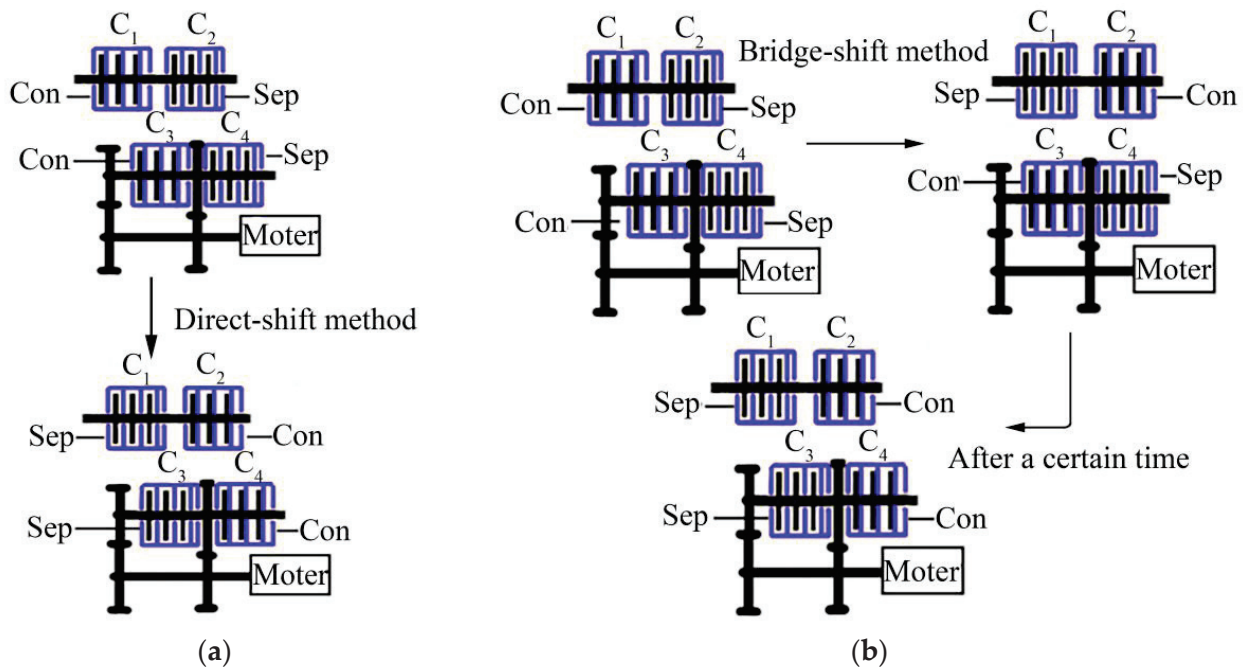 C1 C2
Con Sep
C3 C4
Con Sep
Moter
Direct-shift method
C1 C2
Sep Con
C3 C4
Sep Con
Moter
(a)
C1 C2
Bridge-shift method
Con Sep
C3 C4
Con Sep
Moter
C1 C2
Sep Con
C3 C4
Con Sep
Moter
After a certain time
C1 C2
Sep Con
C3 C4
Sep Con
Moter
(b)